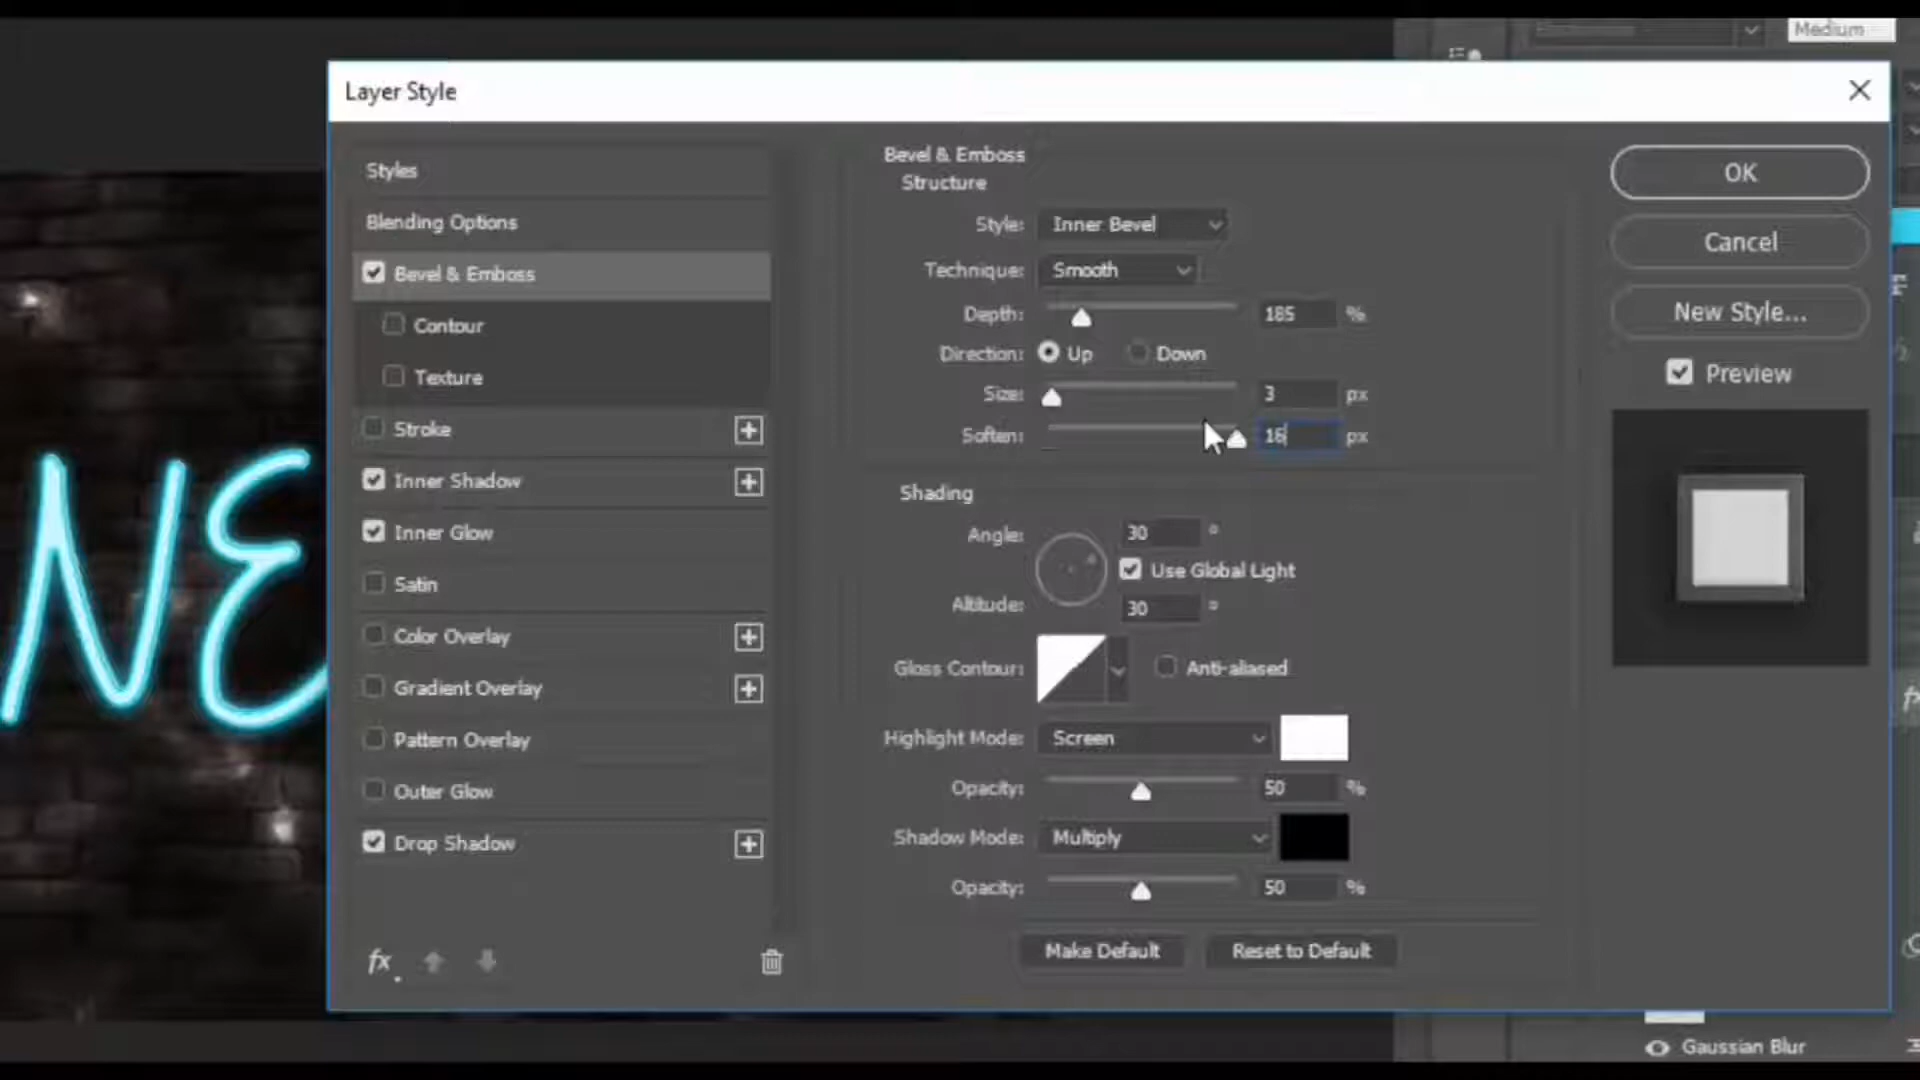 Medium
Layer Style
Styles
Blending Options
Bevel & Emboss
Contour
Texture
Stroke
Inner Shadow
Inner Glow
Satin
Color Overlay
Gradient Overlay
Pattern Overlay
Outer Glow
Drop Shadow
fx
Bevel & Emboss
Structure
Style: Inner Bevel
Technique: Smooth
Depth: 185 %
Direction: Up Down
Size: 3 px
Soften: 16 px
Shading
Angle: 30 °
Use Global Light
Altitude: 30 °
Gloss Contour: Anti-aliased
Highlight Mode: Screen
Opacity: 50 %
Shadow Mode: Multiply
Opacity: 50 %
Make Default Reset to Default
OK
Cancel
New Style...
Preview
NE
Gaussian Blur